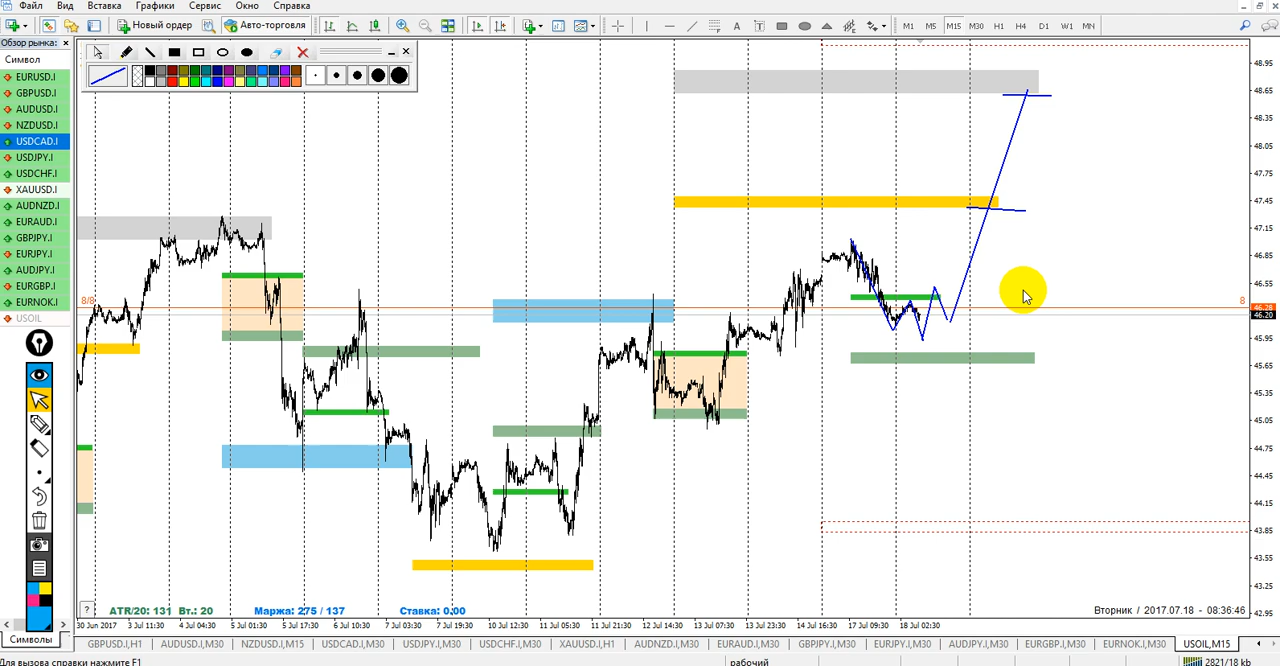 Файл Вид Вставка Графики Сервис Окно Справка
Новый ордер Авто-торговля M1 M5 M15 M30 H1 H4 D1 W1 MN
Обзор рынка:
Символ
EURUSD.I
GBPUSD.I
AUDUSD.I
NZDUSD.I
USDCAD.I
USDJPY.I
USDCHF.I
XAUUSD.I
AUDNZD.I
EURAUD.I
GBPJPY.I
EURJPY.I
AUDJPY.I
EURGBP.I
EURNOK.I
USOIL
48.95
48.65
48.35
48.05
47.75
47.45
47.15
46.85
46.55
8/8 8 46.28
46.20
45.95
45.65
45.35
45.05
44.75
44.45
44.15
43.85
43.55
43.25
42.95
ATR/20: 131 Вт.: 20 Маржа: 275 / 137 Ставка: 0.00 Вторник / 2017.07.18 - 08:36:46
30 Jun 2017 3 Jul 11:30 4 Jul 04:30 5 Jul 01:30 5 Jul 17:30 6 Jul 10:30 7 Jul 03:30 7 Jul 19:30 10 Jul 12:30 11 Jul 05:30 11 Jul 21:30 12 Jul 14:30 13 Jul 07:30 13 Jul 23:30 14 Jul 16:30 17 Jul 09:30 18 Jul 02:30
Символы GBPUSD.I,H1 AUDUSD.I,M30 NZDUSD.I,M15 USDCAD.I,M30 USDJPY.I,M30 USDCHF.I,M30 XAUUSD.I,H1 AUDNZD.I,M30 EURAUD.I,M30 GBPJPY.I,M30 EURJPY.I,M30 AUDJPY.I,M30 EURGBP.I,M30 EURNOK.I,M30 USOIL,M15
Для вызова справки нажмите F1 рабочий 2821/18 kb